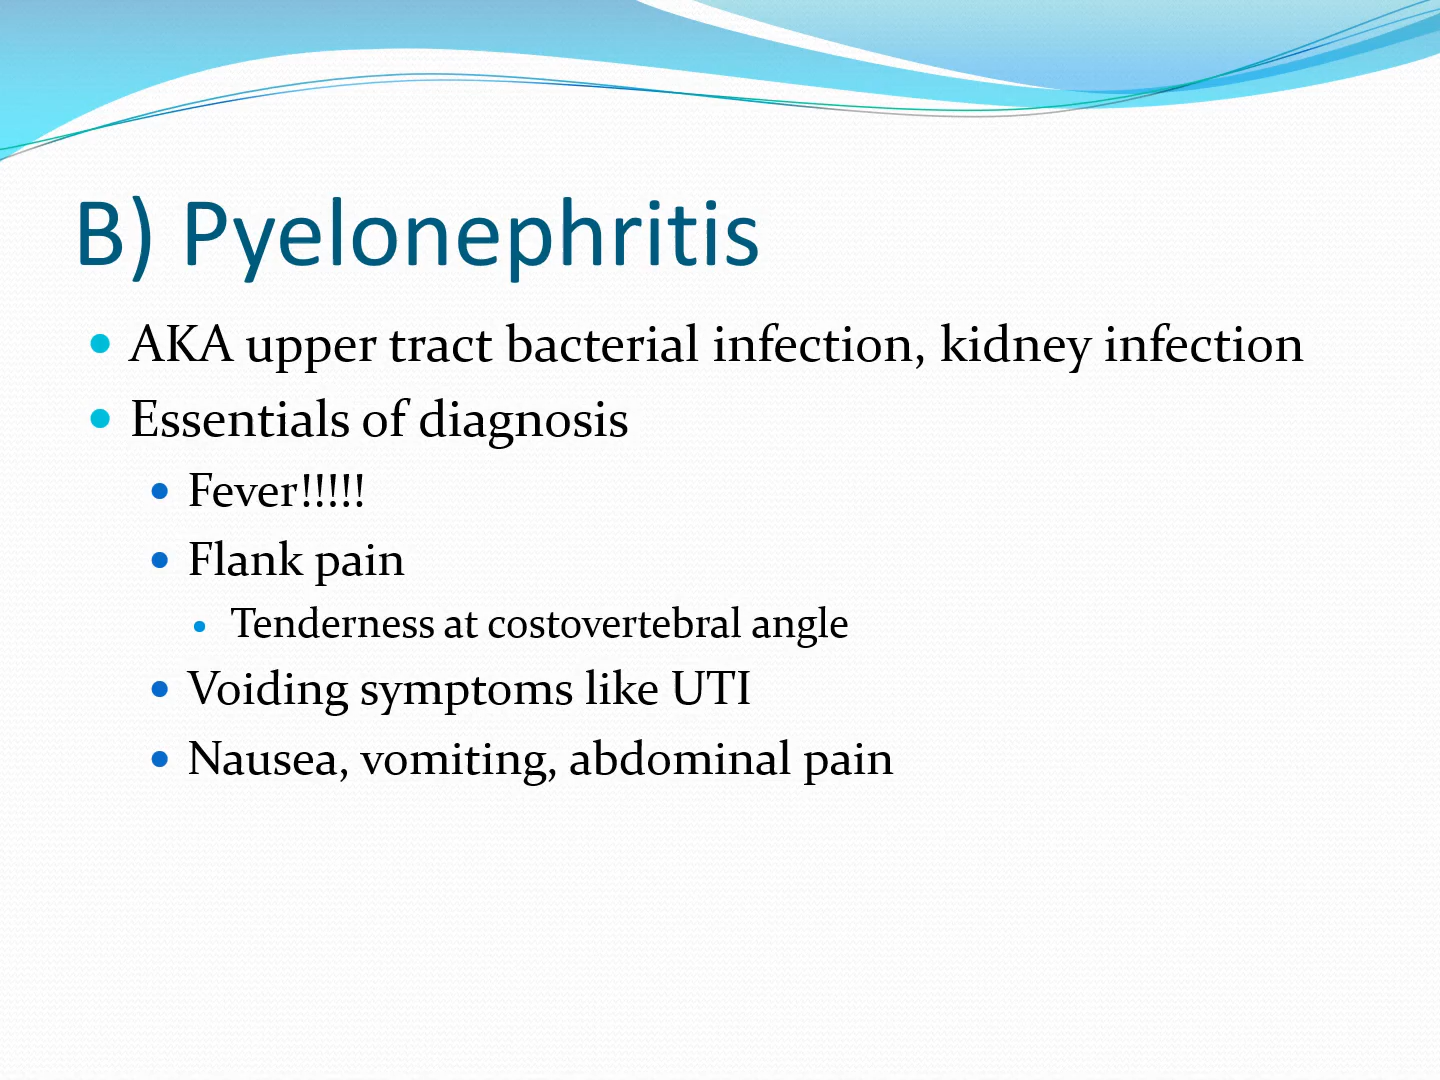 B) Pyelonephritis
• AKA upper tract bacterial infection, kidney infection
• Essentials of diagnosis
• Fever!!!!!
• Flank pain
• Tenderness at costovertebral angle
• Voiding symptoms like UTI
• Nausea, vomiting, abdominal pain